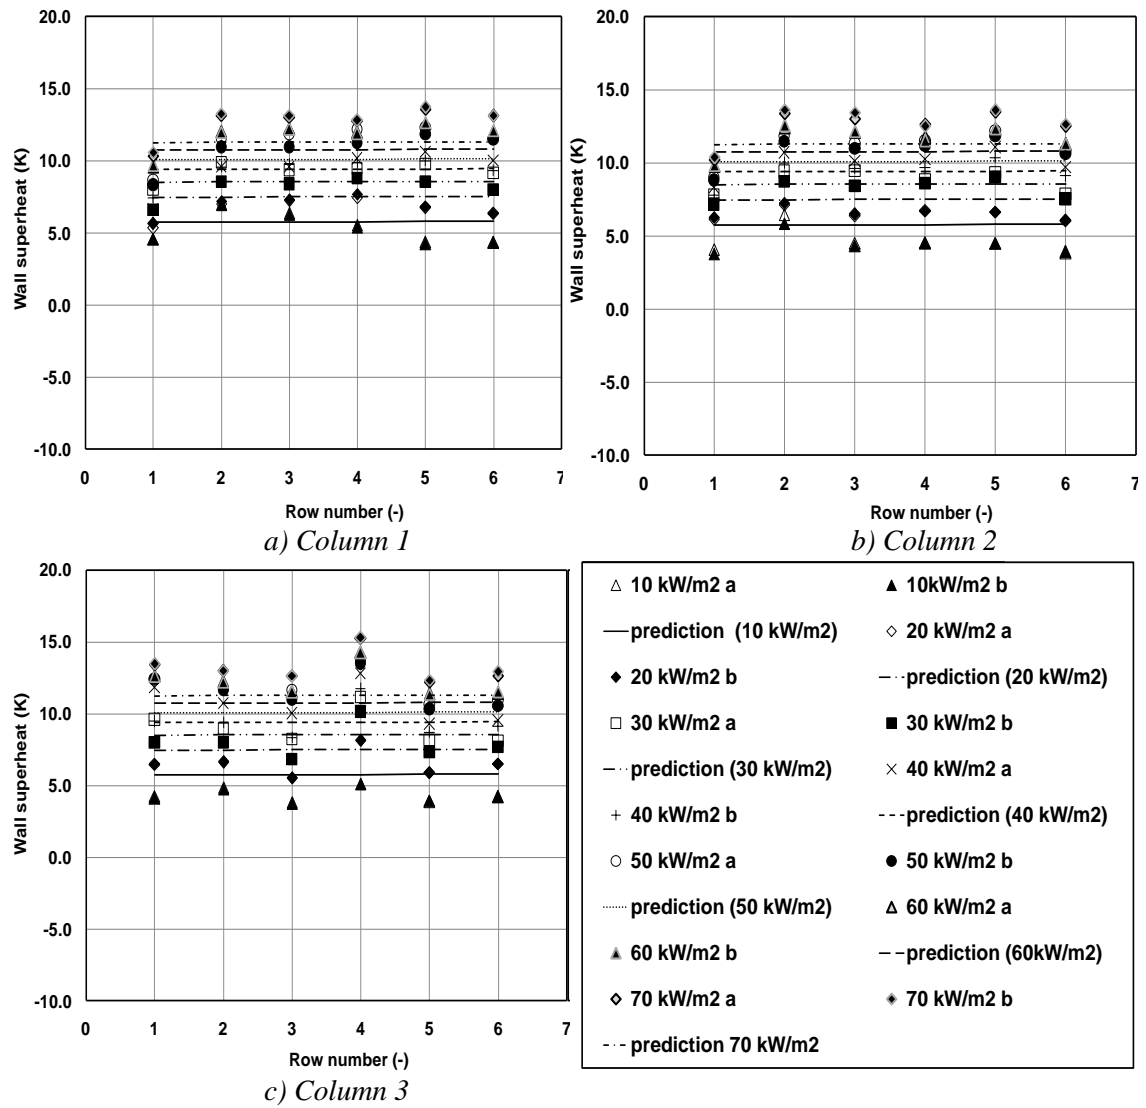 20.0
15.0
10.0
5.0
0.0
-5.0
-10.0
Wall superheat (K)
0 1 2 3 4 5 6 7
Row number (-)
a) Column 1
20.0
15.0
10.0
5.0
0.0
-5.0
-10.0
Wall superheat (K)
0 1 2 3 4 5 6 7
Row number (-)
b) Column 2
20.0
15.0
10.0
5.0
0.0
-5.0
-10.0
Wall superheat (K)
0 1 2 3 4 5 6 7
Row number (-)
c) Column 3
10 kW/m2 a 10kW/m2 b
prediction (10 kW/m2) 20 kW/m2 a
20 kW/m2 b prediction (20 kW/m2)
30 kW/m2 a 30 kW/m2 b
prediction (30 kW/m2) 40 kW/m2 a
40 kW/m2 b prediction (40 kW/m2)
50 kW/m2 a 50 kW/m2 b
prediction (50 kW/m2) 60 kW/m2 a
60 kW/m2 b prediction (60kW/m2)
70 kW/m2 a 70 kW/m2 b
prediction 70 kW/m2